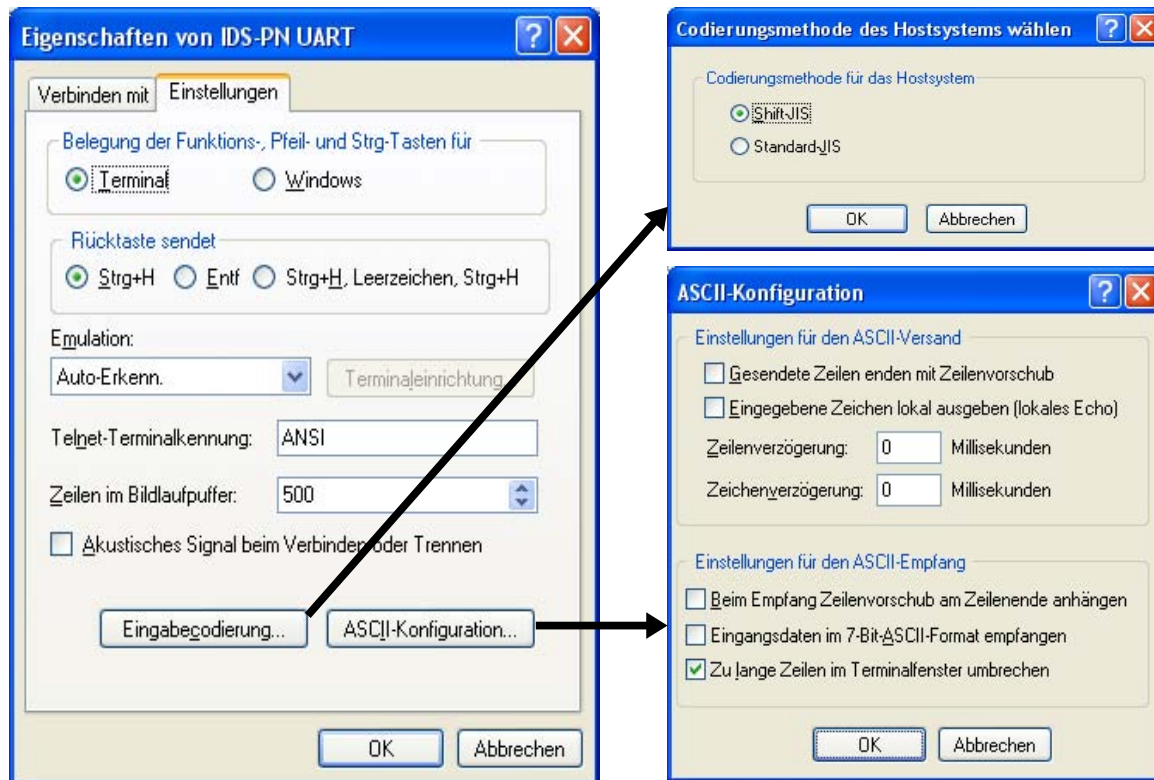 Eigenschaften von IDS-PN UART
Verbinden mit
Einstellungen
Belegung der Funktions-, Pfeil- und Strg-Tasten für
Terminal
Windows
Rücktaste sendet
Strg+H
Entf
Strg+H, Leerzeichen, Strg+H
Emulation:
Auto-Erkenn.
Terminaleinrichtung...
Telnet-Terminalkennung:
ANSI
Zeilen im Bildlaufpuffer:
500
Akustisches Signal beim Verbinden oder Trennen
Eingabecodierung...
ASCII-Konfiguration...
OK
Abbrechen
Codierungsmethode des Hostsystems wählen
Codierungsmethode für das Hostsystem
Shift-JIS
Standard-JIS
OK
Abbrechen
ASCII-Konfiguration
Einstellungen für den ASCII-Versand
Gesendete Zeilen enden mit Zeilenvorschub
Eingegebene Zeichen lokal ausgeben (lokales Echo)
Zeilenverzögerung:
0
Millisekunden
Zeichenverzögerung:
0
Millisekunden
Einstellungen für den ASCII-Empfang
Beim Empfang Zeilenvorschub am Zeilenende anhängen
Eingangsdaten im 7-Bit-ASCII-Format empfangen
Zu lange Zeilen im Terminalfenster umbrechen
OK
Abbrechen